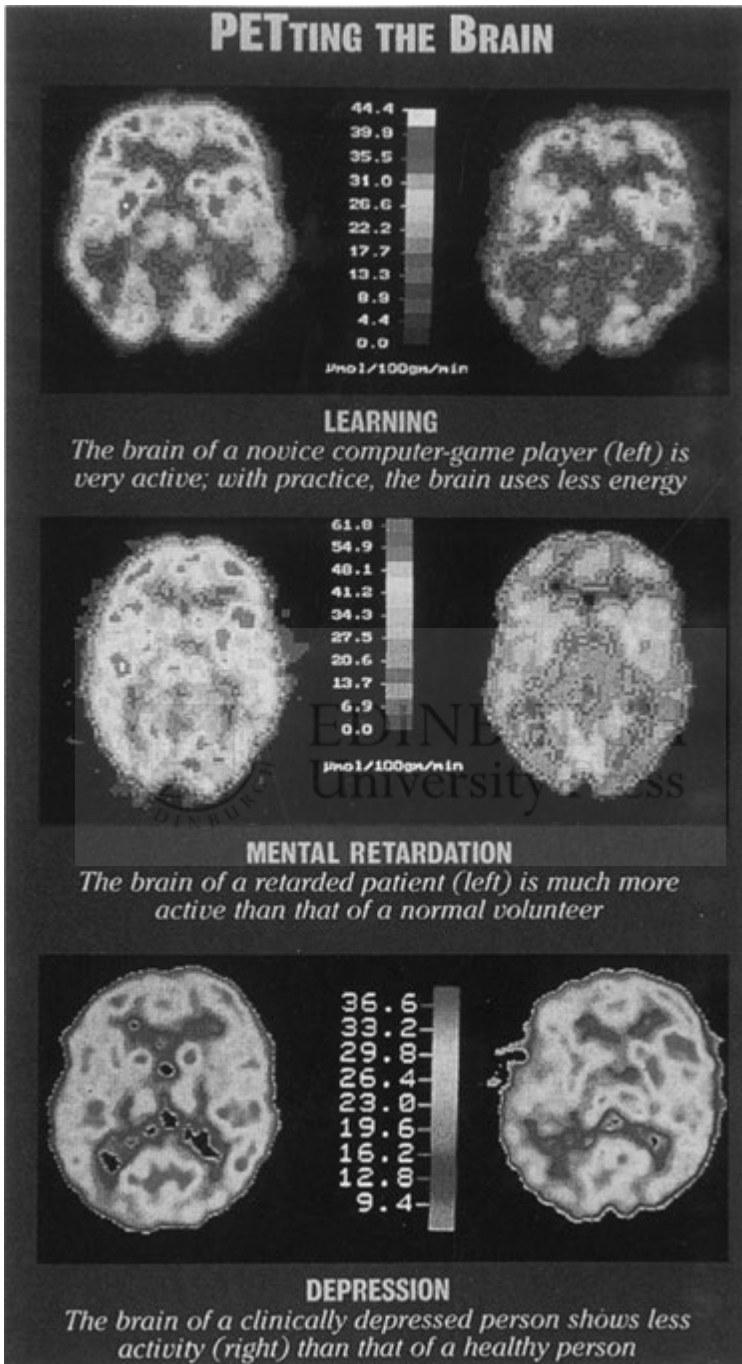 PETTING THE BRAIN
44.4
39.9
35.5
31.0
26.6
22.2
17.7
13.3
8.9
4.4
0.0
µmol/100gm/min
LEARNING
The brain of a novice computer-game player (left) is
very active; with practice, the brain uses less energy
61.8
54.9
48.1
41.2
34.3
27.5
20.6
13.7
6.9
0.0
µmol/100gm/min
EDINBURGH
University Press
EDINBURGH
MENTAL RETARDATION
The brain of a retarded patient (left) is much more
active than that of a normal volunteer
36.6
33.2
29.8
26.4
23.0
19.6
16.2
12.8
9.4
DEPRESSION
The brain of a clinically depressed person shows less
activity (right) than that of a healthy person